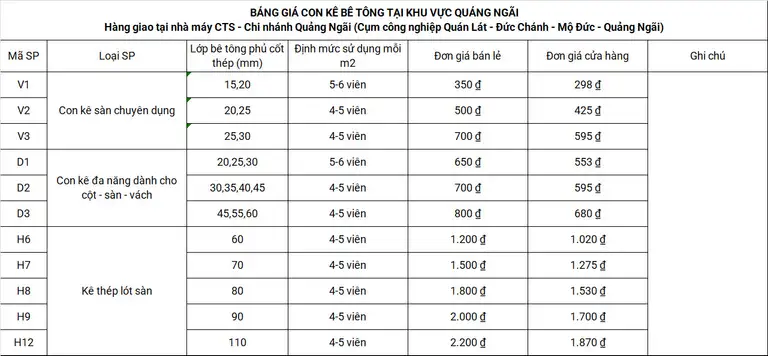 BẢNG GIÁ CON KÊ BÊ TÔNG TẠI KHU VỰC QUẢNG NGÃI
Hàng giao tại nhà máy CTS - Chi nhánh Quảng Ngãi (Cụm công nghiệp Quán Lát - Đức Chánh - Mộ Đức - Quảng Ngãi)
Mã SP Loại SP Lớp bê tông phủ cốt thép (mm) Định mức sử dụng mỗi m2 Đơn giá bán lẻ Đơn giá cửa hàng Ghi chú
V1 Con kê sàn chuyên dụng 15,20 5-6 viên 350 ₫ 298 ₫
V2 20,25 4-5 viên 500 ₫ 425 ₫
V3 25,30 4-5 viên 700 ₫ 595 ₫
D1 Con kê đa năng dành cho cột - sàn - vách 20,25,30 5-6 viên 650 ₫ 553 ₫
D2 30,35,40,45 4-5 viên 700 ₫ 595 ₫
D3 45,55,60 4-5 viên 800 ₫ 680 ₫
H6 Kê thép lót sàn 60 4-5 viên 1.200 ₫ 1.020 ₫
H7 70 4-5 viên 1.500 ₫ 1.275 ₫
H8 80 4-5 viên 1.800 ₫ 1.530 ₫
H9 90 4-5 viên 2.000 ₫ 1.700 ₫
H12 110 4-5 viên 2.200 ₫ 1.870 ₫